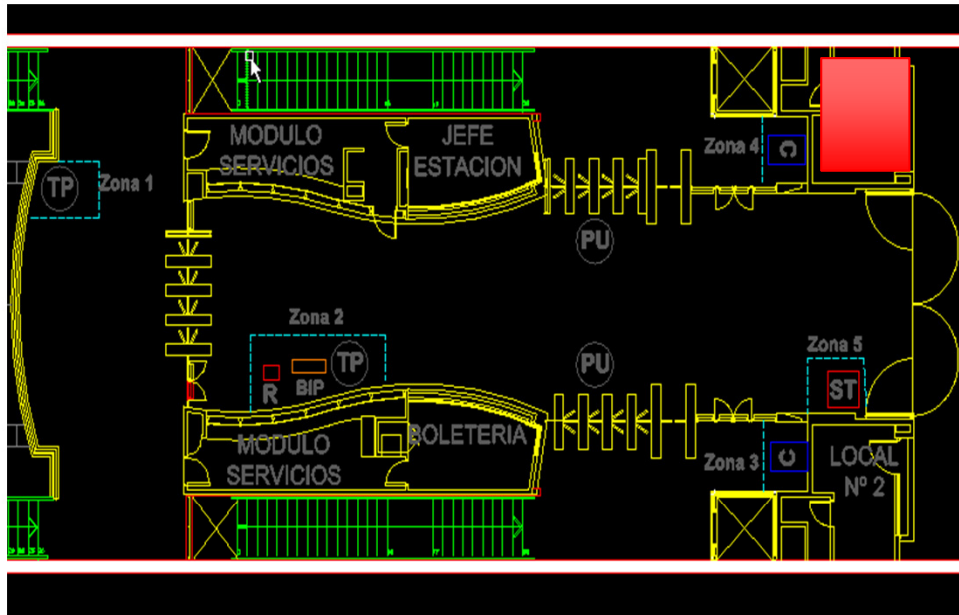 MODULO
SERVICIOS
JEFE
ESTACION
Zona 4
C
TP
Zona 1
PU
Zona 2
TP
R
BIP
PU
Zona 5
ST
MODULO
SERVICIOS
BOLETERIA
Zona 3
C
LOCAL
Nº 2